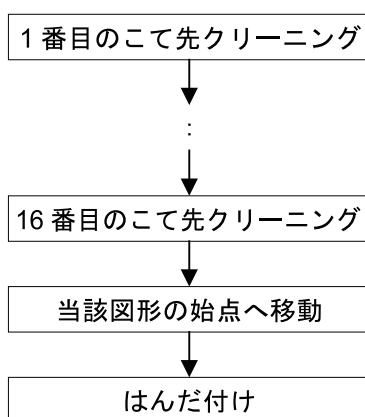 1 番目のこて先クリーニング
:
16 番目のこて先クリーニング
当該図形の始点へ移動
はんだ付け